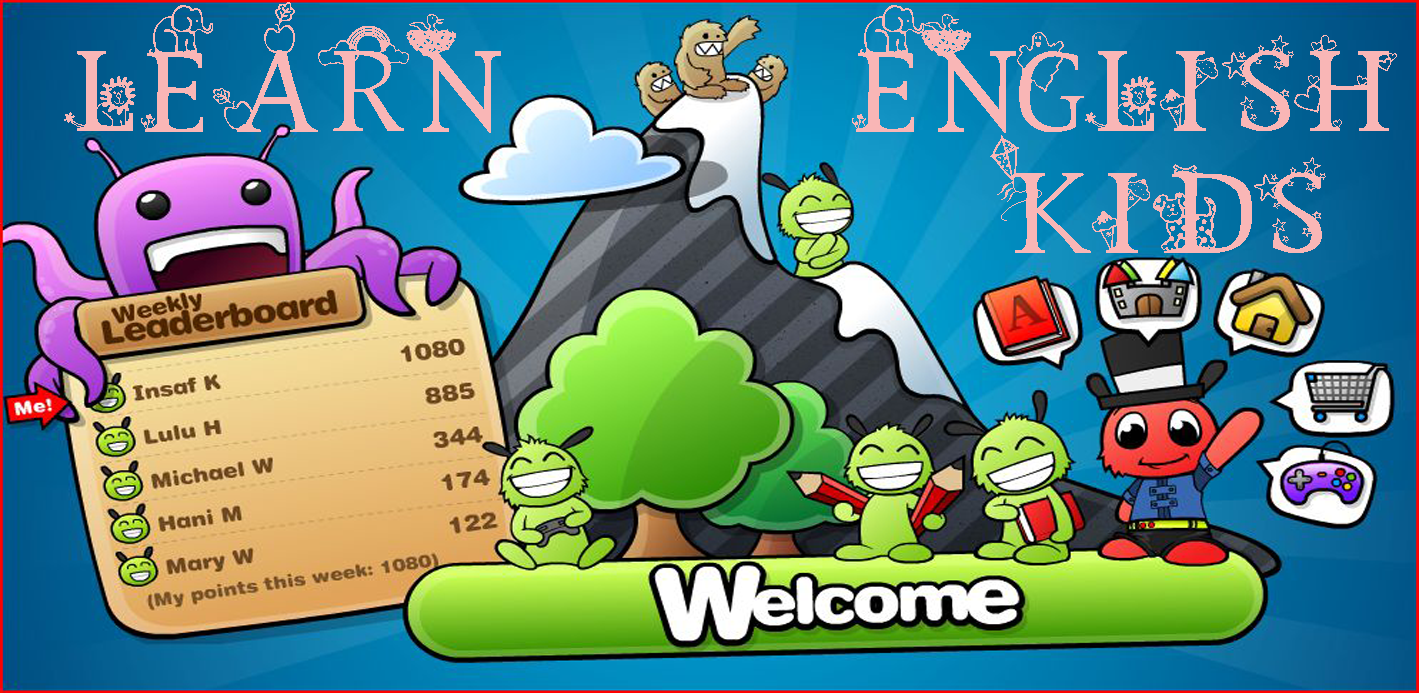 LEARN ENGLISH
KIDS
Weekly
Leaderboard
Me!
Insaf K 1080
Lulu H 885
Michael W 344
Hani M 174
Mary W 122
(My points this week: 1080)
A
Welcome